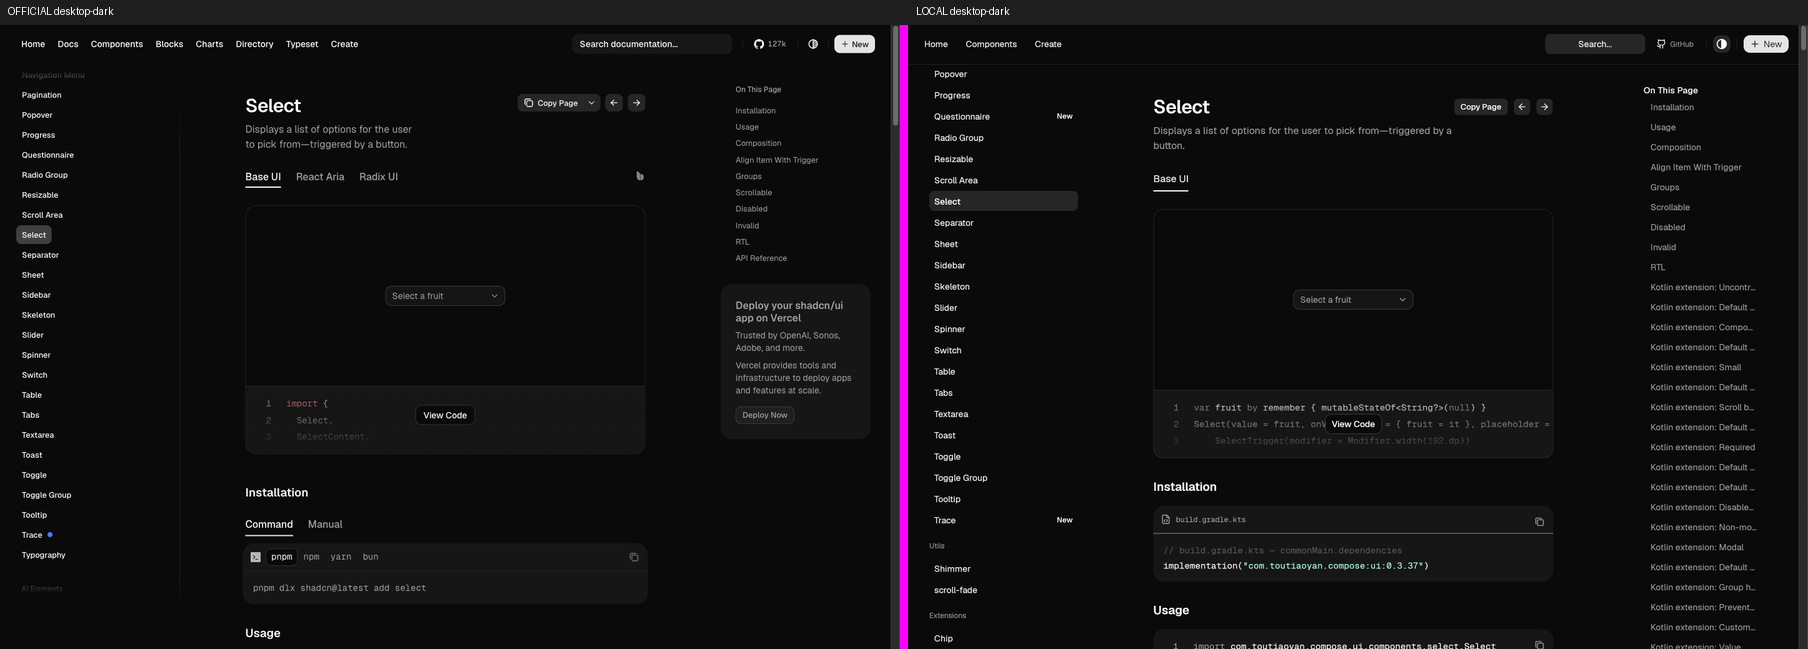 OFFICIAL desktop-dark
Home Docs Components Blocks Charts Directory Typeset Create
Search documentation...
127k
+ New
Navigation Menu
Pagination
Popover
Progress
Questionnaire
Radio Group
Resizable
Scroll Area
Select
Separator
Sheet
Sidebar
Skeleton
Slider
Spinner
Switch
Table
Tabs
Textarea
Toast
Toggle
Toggle Group
Tooltip
Trace
Typography
AI Elements
Select
Copy Page
Displays a list of options for the user
to pick from—triggered by a button.
Base UI React Aria Radix UI
Select a fruit
1 import {
2 Select,
3 SelectContent,
View Code
Installation
Command Manual
pnpm npm yarn bun
pnpm dlx shadcn@latest add select
Usage
On This Page
Installation
Usage
Composition
Align Item With Trigger
Groups
Scrollable
Disabled
Invalid
RTL
API Reference
Deploy your shadcn/ui
app on Vercel
Trusted by OpenAI, Sonos,
Adobe, and more.
Vercel provides tools and
infrastructure to deploy apps
and features at scale.
Deploy Now
LOCAL desktop-dark
Home Components Create
Search...
GitHub
+ New
Popover
Progress
Questionnaire New
Radio Group
Resizable
Scroll Area
Select
Separator
Sheet
Sidebar
Skeleton
Slider
Spinner
Switch
Table
Tabs
Textarea
Toast
Toggle
Toggle Group
Tooltip
Trace New
Utils
Shimmer
scroll-fade
Extensions
Chip
Select
Copy Page
Displays a list of options for the user to pick from—triggered by a
button.
Base UI
Select a fruit
1 var fruit by remember { mutableStateOf<String?>(null) }
2 Select(value = fruit, onV = { fruit = it }, placeholder =
3 SelectTrigger(modifier = Modifier.width(192.dp))
View Code
Installation
build.gradle.kts
// build.gradle.kts — commonMain.dependencies
implementation("com.toutiaoyan.compose:ui:0.3.37")
Usage
1 import com.toutiaoyan.compose.ui.components.select.Select
On This Page
Installation
Usage
Composition
Align Item With Trigger
Groups
Scrollable
Disabled
Invalid
RTL
Kotlin extension: Uncontr...
Kotlin extension: Default ...
Kotlin extension: Compo...
Kotlin extension: Default ...
Kotlin extension: Small
Kotlin extension: Default ...
Kotlin extension: Scroll b...
Kotlin extension: Default ...
Kotlin extension: Required
Kotlin extension: Default ...
Kotlin extension: Default ...
Kotlin extension: Disable...
Kotlin extension: Non-mo...
Kotlin extension: Modal
Kotlin extension: Default ...
Kotlin extension: Group h...
Kotlin extension: Prevent...
Kotlin extension: Custom...
Kotlin extension: Value